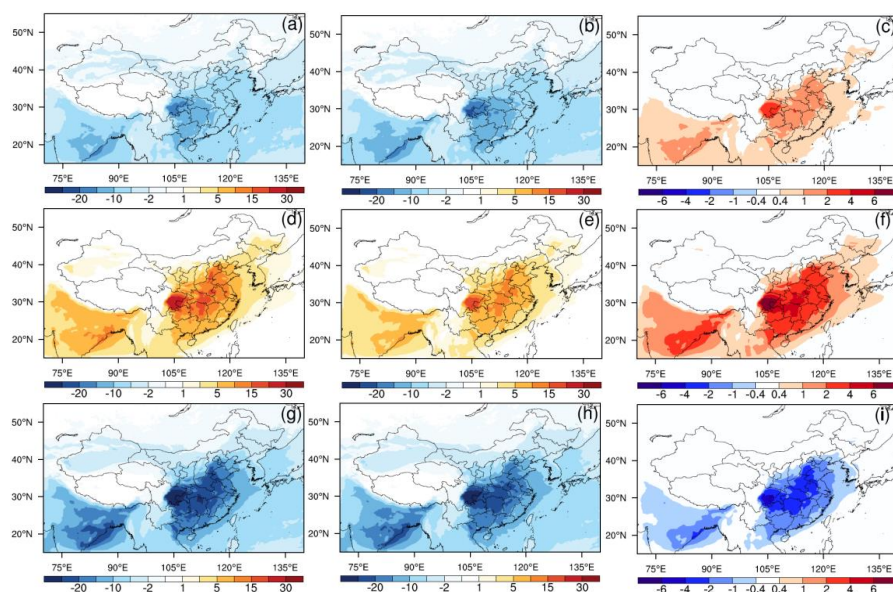 (a) (b) (c)
50°N 50°N 50°N
40°N 40°N 40°N
30°N 30°N 30°N
20°N 20°N 20°N
75°E 90°E 105°E 120°E 135°E 75°E 90°E 105°E 120°E 135°E 75°E 90°E 105°E 120°E 135°E
-20 -10 -2 1 5 15 30 -20 -10 -2 1 5 15 30 -6 -4 -2 -1 -0.4 0.4 1 2 4 6
(d) (e) (f)
50°N 50°N 50°N
40°N 40°N 40°N
30°N 30°N 30°N
20°N 20°N 20°N
75°E 90°E 105°E 120°E 135°E 75°E 90°E 105°E 120°E 135°E 75°E 90°E 105°E 120°E 135°E
-20 -10 -2 1 5 15 30 -20 -10 -2 1 5 15 30 -6 -4 -2 -1 -0.4 0.4 1 2 4 6
(g) (h) (i)
50°N 50°N 50°N
40°N 40°N 40°N
30°N 30°N 30°N
20°N 20°N 20°N
75°E 90°E 105°E 120°E 135°E 75°E 90°E 105°E 120°E 135°E 75°E 90°E 105°E 120°E 135°E
-20 -10 -2 1 5 15 30 -20 -10 -2 1 5 15 30 -6 -4 -2 -1 -0.4 0.4 1 2 4 6